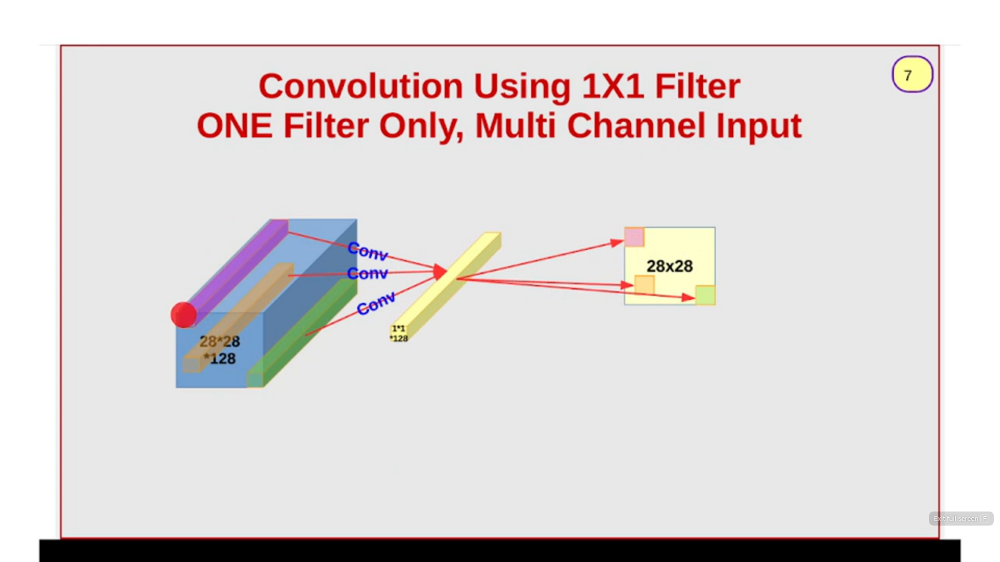 7
Convolution Using 1X1 Filter
ONE Filter Only, Multi Channel Input
Conv
Conv
Conv
28*28
*128
1*1
*128
28x28
Exit full screen F